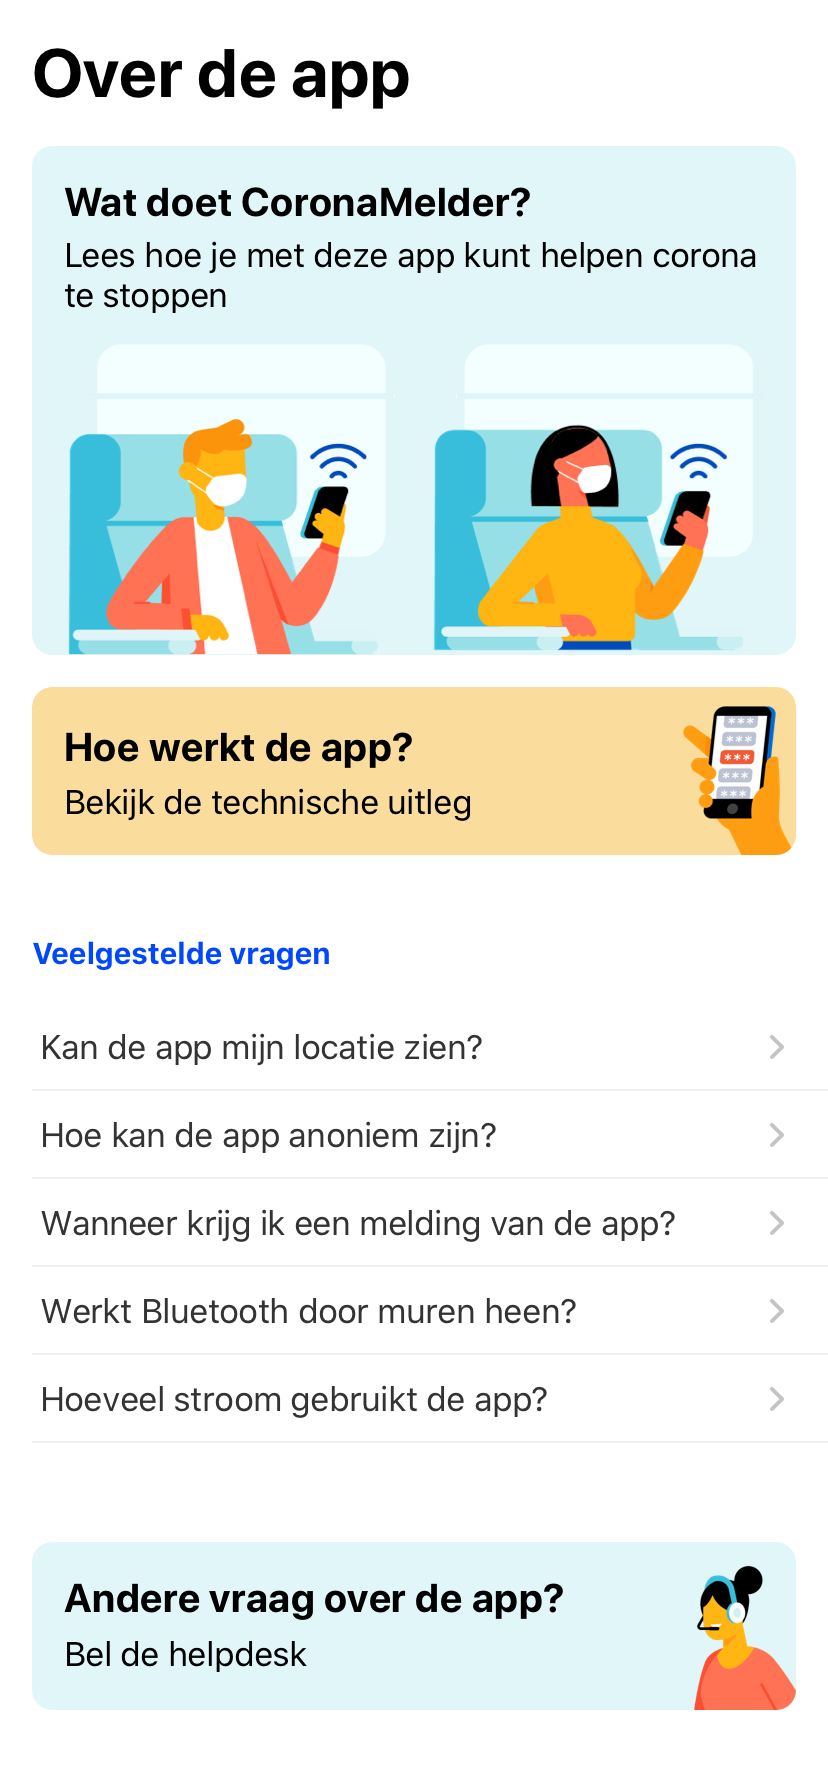 Over de app
Wat doet CoronaMelder?
Lees hoe je met deze app kunt helpen corona
te stoppen
Hoe werkt de app?
Bekijk de technische uitleg
***
***
***
***
***
Veelgestelde vragen
Kan de app mijn locatie zien?
Hoe kan de app anoniem zijn?
Wanneer krijg ik een melding van de app?
Werkt Bluetooth door muren heen?
Hoeveel stroom gebruikt de app?
Andere vraag over de app?
Bel de helpdesk